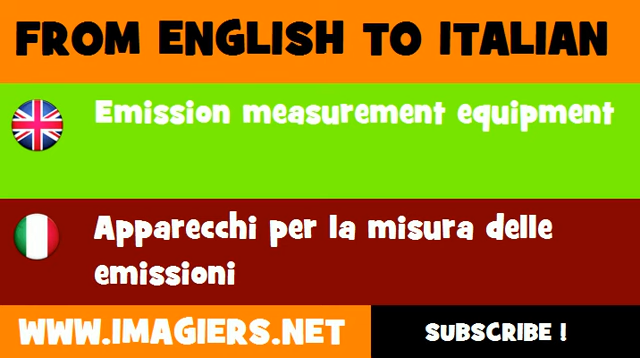 FROM ENGLISH TO ITALIAN
Emission measurement equipment
Apparecchi per la misura delle
emissioni
WWW.IMAGIERS.NET
SUBSCRIBE !